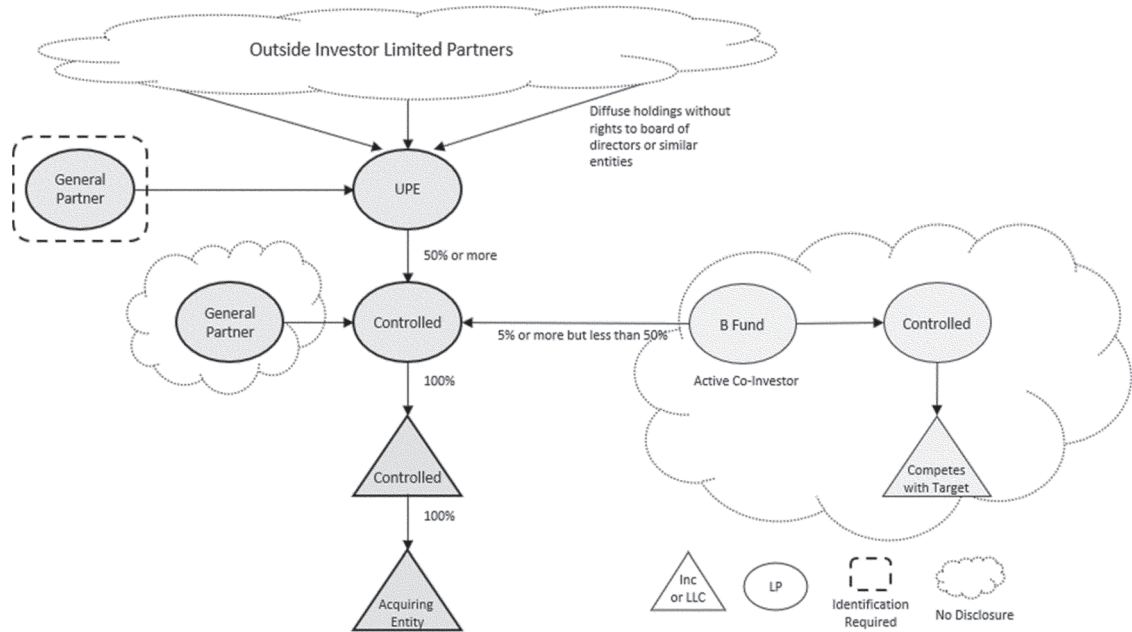 Outside Investor Limited Partners
Diffuse holdings without
rights to board of
directors or similar
entities
General
Partner
UPE
50% or more
General
Partner
Controlled
5% or more but less than 50%
B Fund
Controlled
Active Co-Investor
100%
Controlled
Competes
with Target
100%
Acquiring
Entity
Inc
or LLC
LP
Identification
Required
No Disclosure